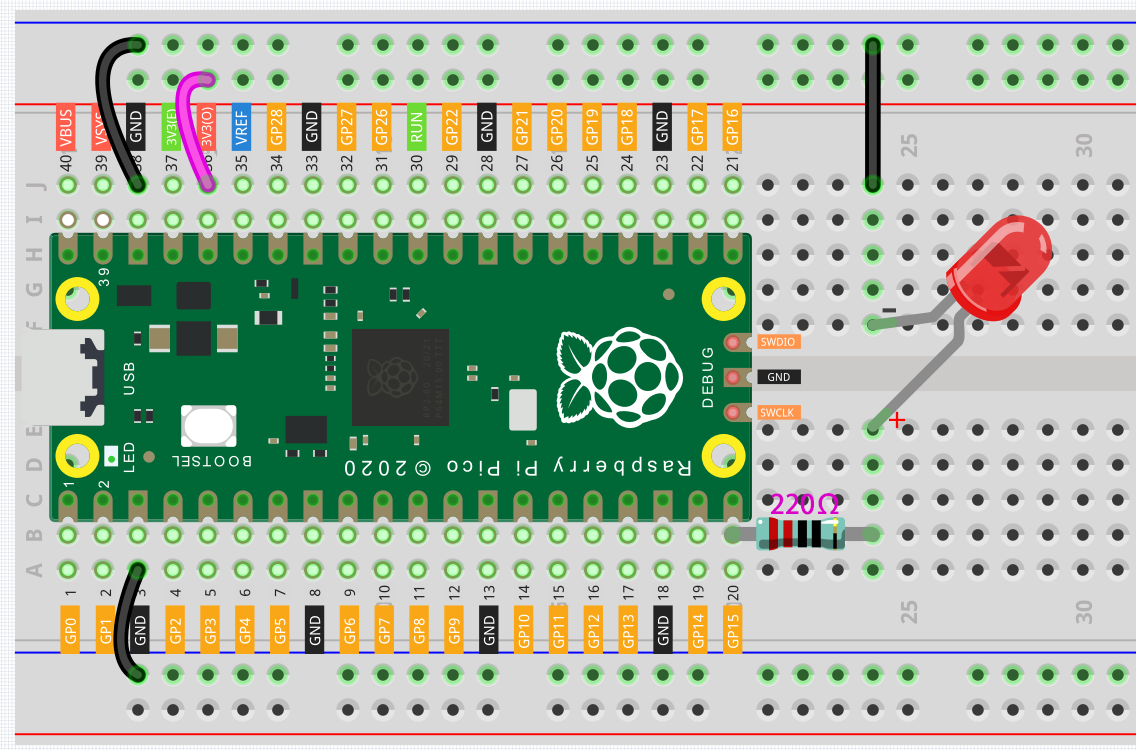 VBUS VSYS GND 3V3(E) 3V3(O) VREF GP28 GND GP27 GP26 RUN GP22 GND GP21 GP20 GP19 GP18 GND GP17 GP16
40 39 38 37 36 35 34 33 32 31 30 29 28 27 26 25 24 23 22 21
25 30
J
I
H
G
F
39
USB
DEBUG
SWDIO
GND
SWCLK
E
D
C
B
A
LED
BOOTSEL
Raspberry Pi Pico © 2020
1 2
-
+
220Ω
1 2 3 4 5 6 7 8 9 10 11 12 13 14 15 16 17 18 19 20
GP0 GP1 GND GP2 GP3 GP4 GP5 GND GP6 GP7 GP8 GP9 GND GP10 GP11 GP12 GP13 GND GP14 GP15
25 30